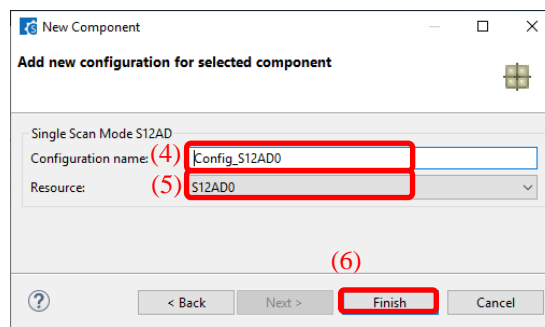 New Component
Add new configuration for selected component
Single Scan Mode S12AD
Configuration name: (4) Config_S12AD0
Resource: (5) S12AD0
(6)
? < Back Next > Finish Cancel